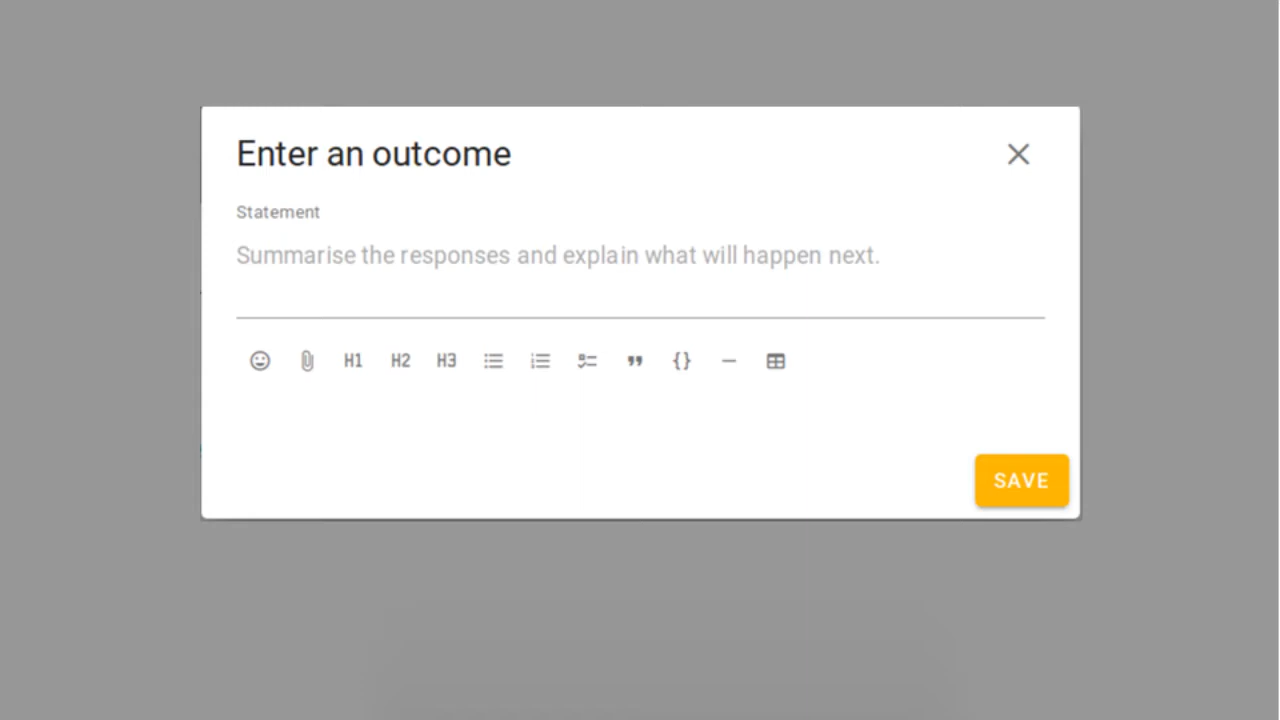 Enter an outcome
Statement
Summarise the responses and explain what will happen next.
H1 H2 H3 ❞ {} —
SAVE